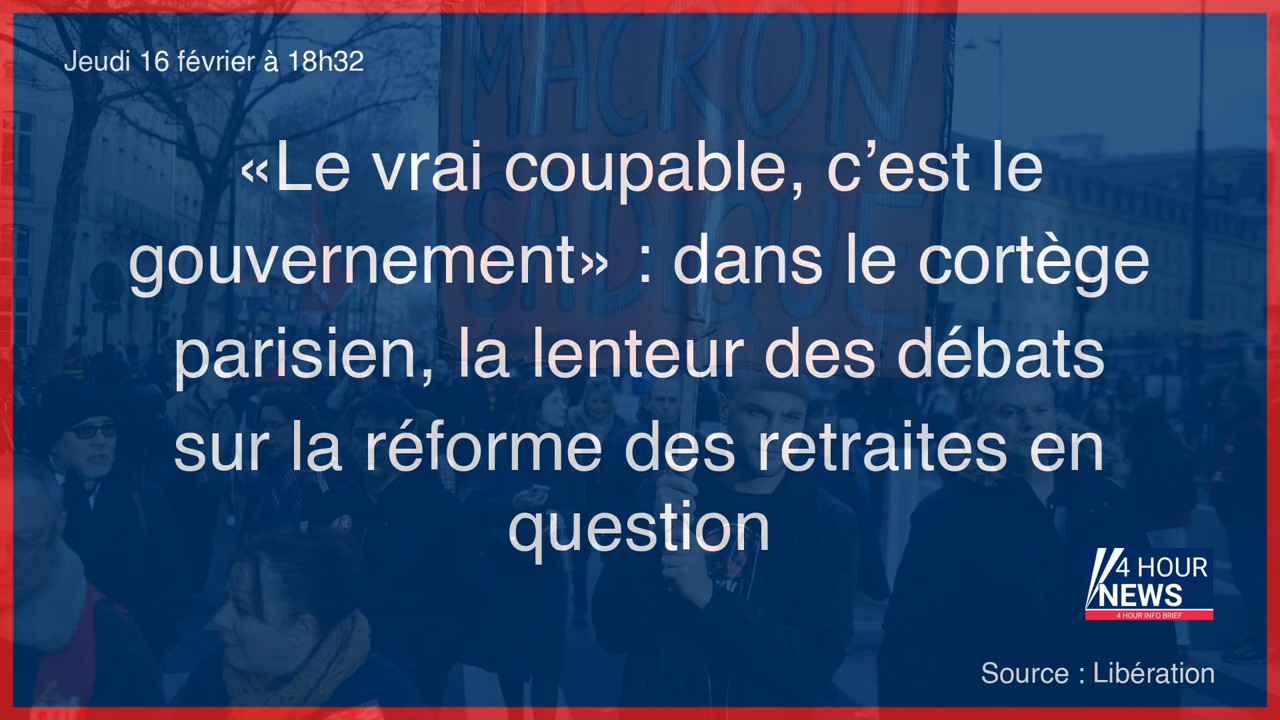 Jeudi 16 février à 18h32
MACRON
SADIQUE
«Le vrai coupable, c’est le
gouvernement» : dans le cortège
parisien, la lenteur des débats
sur la réforme des retraites en
question
4 HOUR
NEWS
4 HOUR INFO BRIEF
Source : Libération